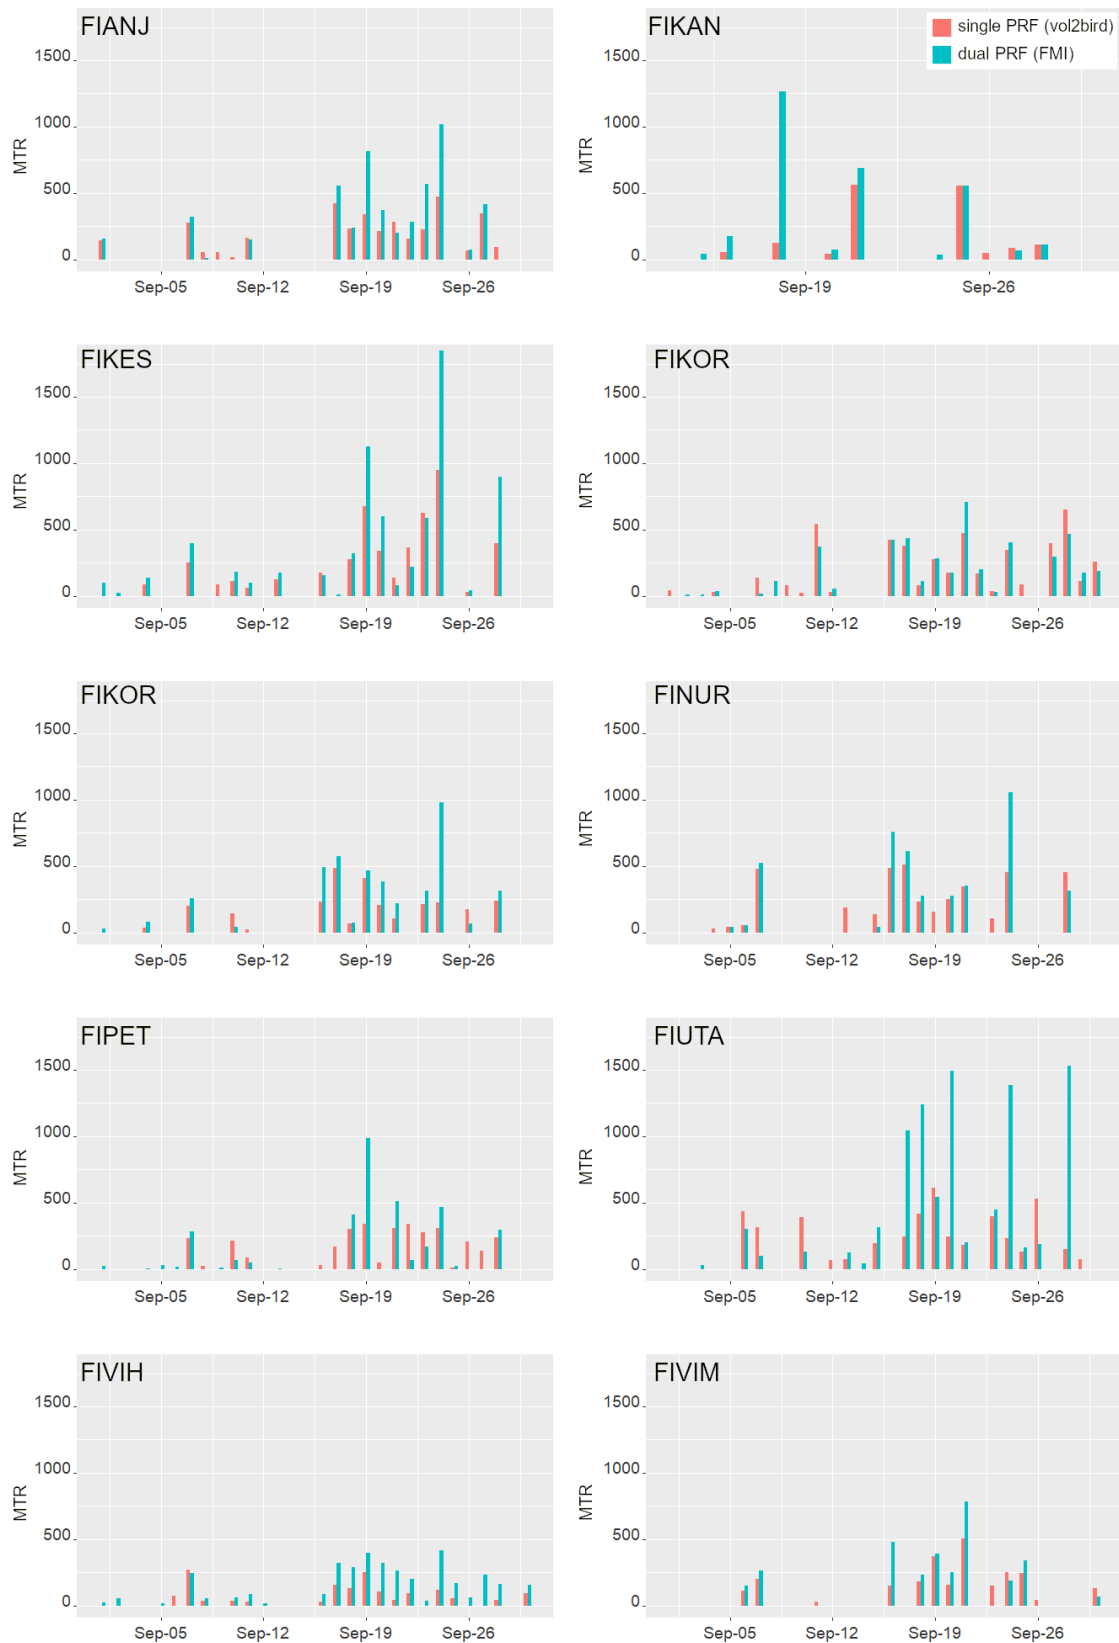 FIANJ
1500
1000
500
0
MTR
Sep-05 Sep-12 Sep-19 Sep-26
FIKAN
single PRF (vol2bird)
dual PRF (FMI)
1500
1000
500
0
MTR
Sep-19 Sep-26
FIKES
1500
1000
500
0
MTR
Sep-05 Sep-12 Sep-19 Sep-26
FIKOR
1500
1000
500
0
MTR
Sep-05 Sep-12 Sep-19 Sep-26
FIKOR
1500
1000
500
0
MTR
Sep-05 Sep-12 Sep-19 Sep-26
FINUR
1500
1000
500
0
MTR
Sep-05 Sep-12 Sep-19 Sep-26
FIPET
1500
1000
500
0
MTR
Sep-05 Sep-12 Sep-19 Sep-26
FIUTA
1500
1000
500
0
MTR
Sep-05 Sep-12 Sep-19 Sep-26
FIVIH
1500
1000
500
0
MTR
Sep-05 Sep-12 Sep-19 Sep-26
FIVIM
1500
1000
500
0
MTR
Sep-05 Sep-12 Sep-19 Sep-26